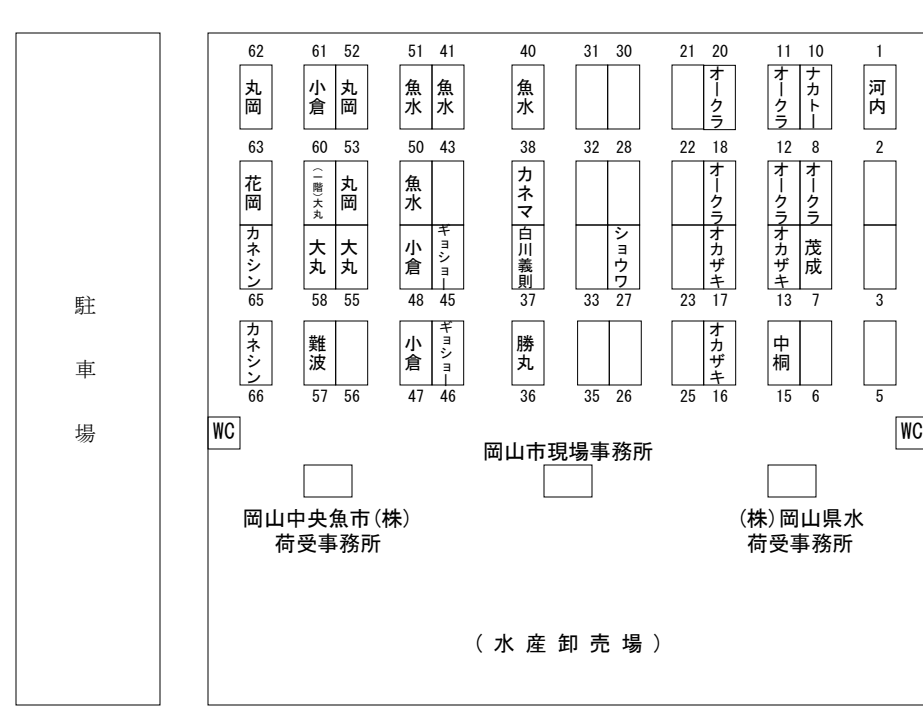 62 61 52 51 41 40 31 30 21 20 11 10 1
丸岡 小倉 丸岡 魚水 魚水 魚水 オークラ オークラ ナカトー 河内
63 60 53 50 43 38 32 28 22 18 12 8 2
花岡 (一階)大丸 丸岡 魚水 カネマ オークラ オークラ オークラ
カネシン 大丸 大丸 小倉 ギョショー 白川義則 ショウワ オカザキ オカザキ 茂成
65 58 55 48 45 37 33 27 23 17 13 7 3
カネシン 難波 小倉 ギョショー 勝丸 オカザキ 中桐
66 57 56 47 46 36 35 26 25 16 15 6 5
駐車場
WC
WC
岡山市現場事務所
岡山中央魚市(株)
荷受事務所
(株)岡山県水
荷受事務所
(水産卸売場)